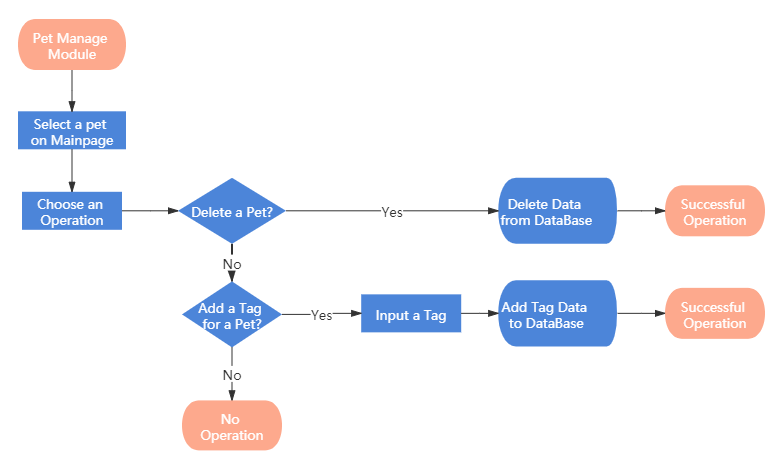 Pet Manage
Module
Select a pet
on Mainpage
Choose an
Operation
Delete a Pet?
Yes
Delete Data
from DataBase
Successful
Operation
No
Add a Tag
for a Pet?
Yes
Input a Tag
Add Tag Data
to DataBase
Successful
Operation
No
No
Operation